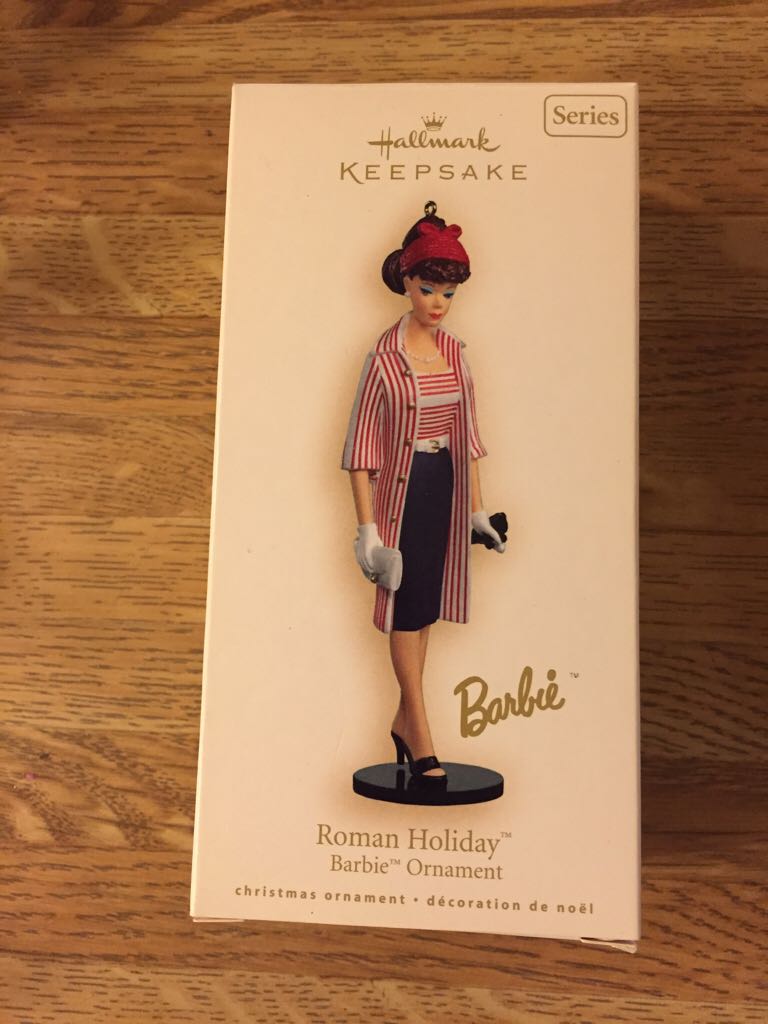 Series
Hallmark
KEEPSAKE
Barbie™
Roman Holiday™
Barbie™ Ornament
christmas ornament • décoration de noël